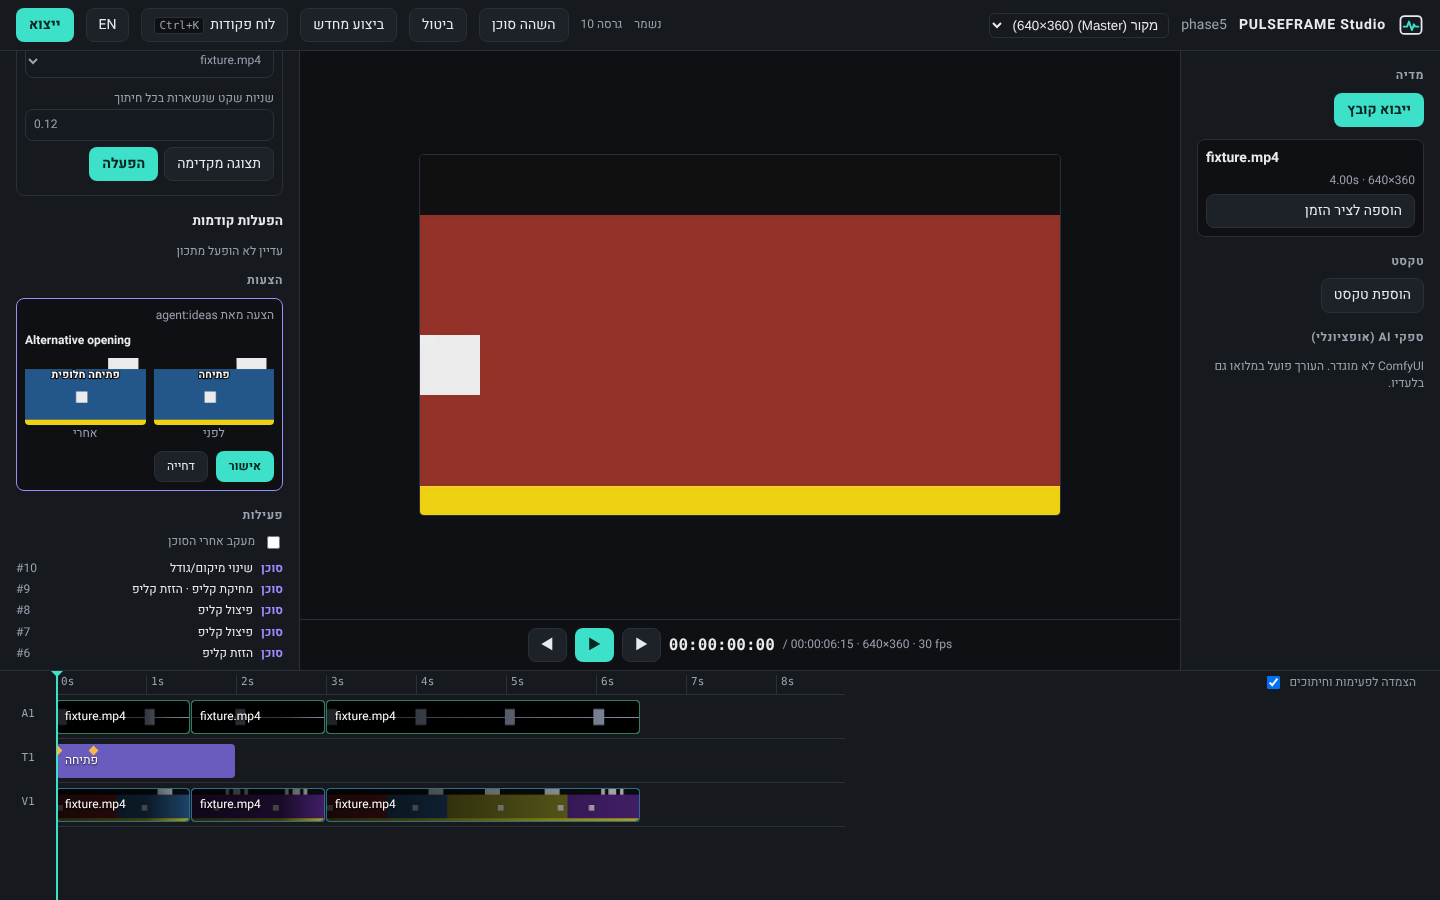 PULSEFRAME Studio
phase5
מקור (Master) (640×360)
נשמר
גרסה 10
השהה סוכן
ביטול
ביצוע מחדש
לוח פקודות Ctrl+K
EN
ייצוא
מדיה
ייבוא קובץ
fixture.mp4
4.00s · 640×360
הוספה לציר הזמן
טקסט
הוספת טקסט
ספקי AI (אופציונלי)
ComfyUI לא מוגדר. העורך פועל במלואו גם
בלעדיו.
00:00:00:00
/ 00:00:06:15 · 640×360 · 30 fps
fixture.mp4
שניות שקט שנשארות בכל חיתוך
0.12
תצוגה מקדימה
הפעלה
הפעלות קודמות
עדיין לא הופעל מתכון
הצעות
הצעה מאת agent:ideas
Alternative opening
פתיחה
פתיחה חלופית
לפני
אחרי
אישור
דחייה
פעילות
מעקב אחרי הסוכן
סוכן שינוי מיקום/גודל #10
סוכן מחיקת קליפ · הזזת קליפ #9
סוכן פיצול קליפ #8
סוכן פיצול קליפ #7
סוכן הזזת קליפ #6
הצמדה לפעימות וחיתוכים
0s 1s 2s 3s 4s 5s 6s 7s 8s
A1 fixture.mp4 fixture.mp4 fixture.mp4
T1 פתיחה
V1 fixture.mp4 fixture.mp4 fixture.mp4